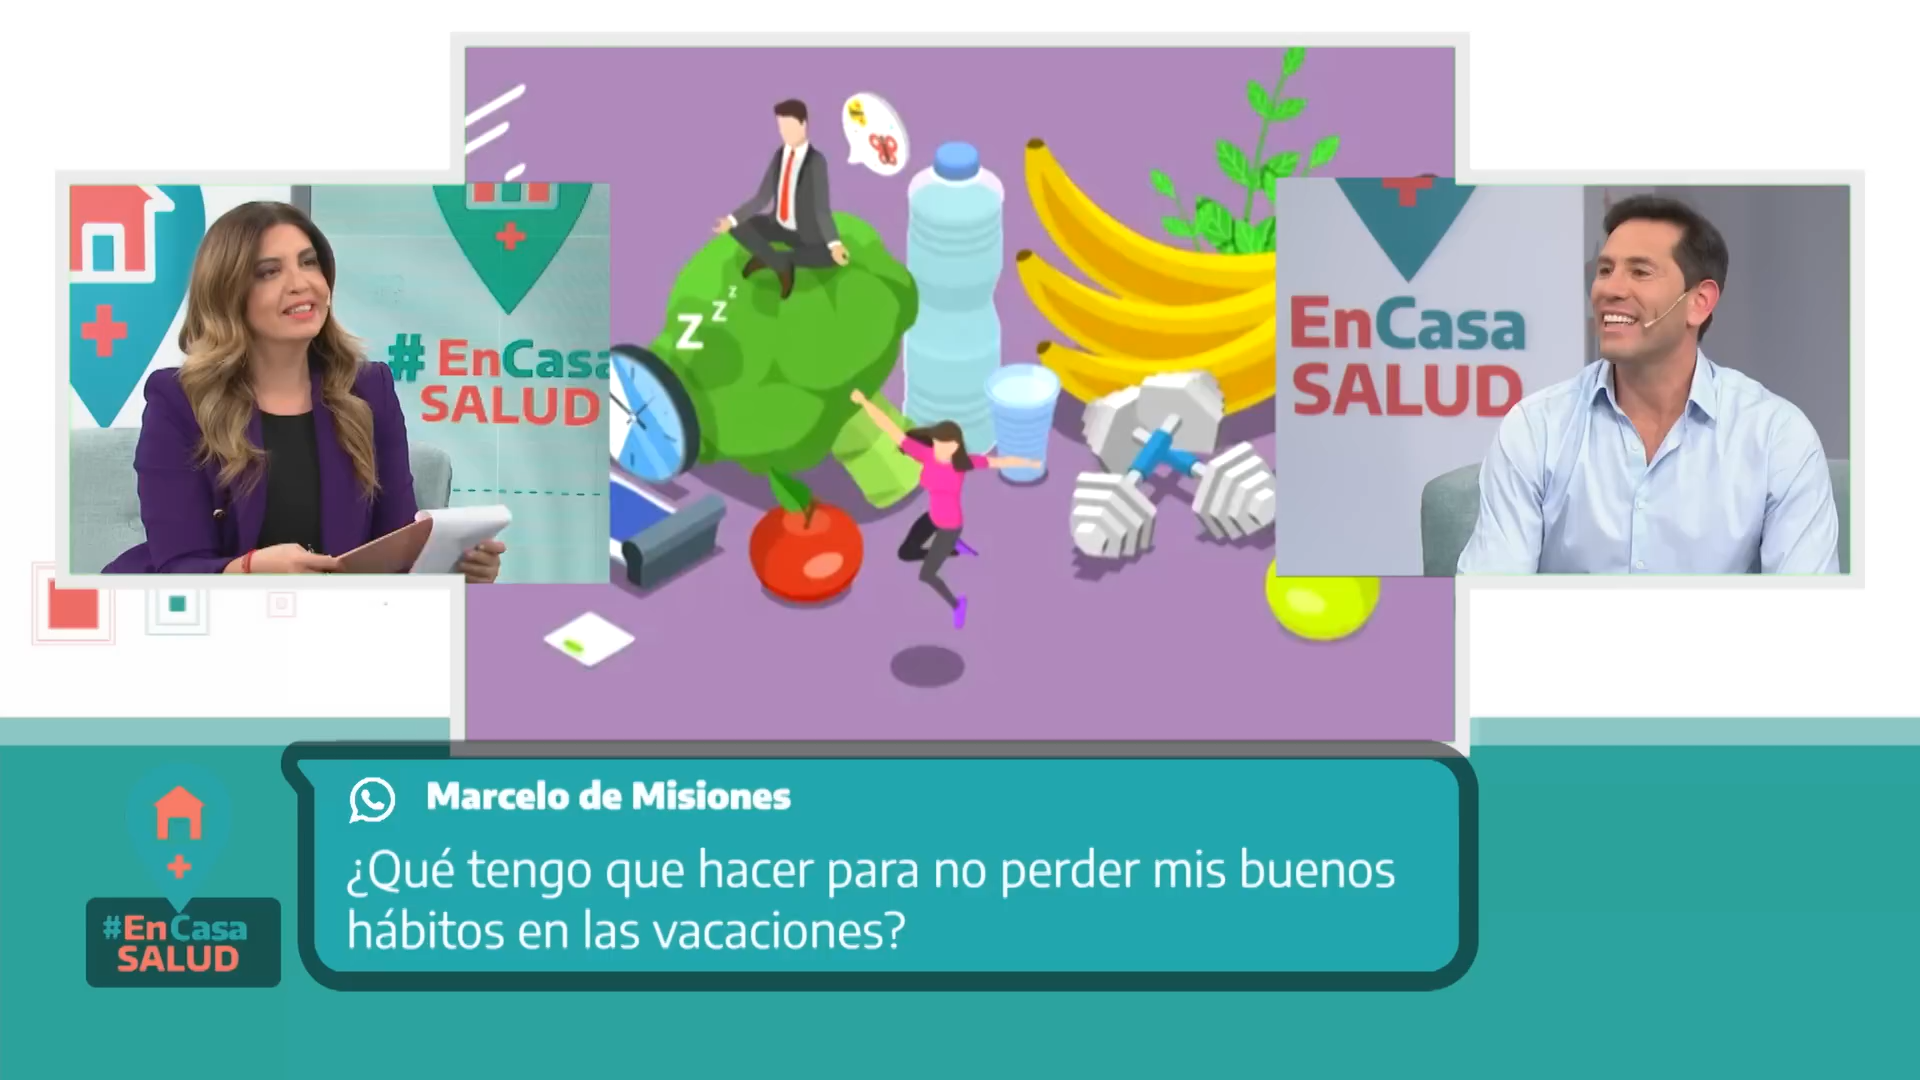 z
z
z
# EnCasa
SALUD
EnCasa
SALUD
Marcelo de Misiones
¿Qué tengo que hacer para no perder mis buenos
hábitos en las vacaciones?
#EnCasa
SALUD